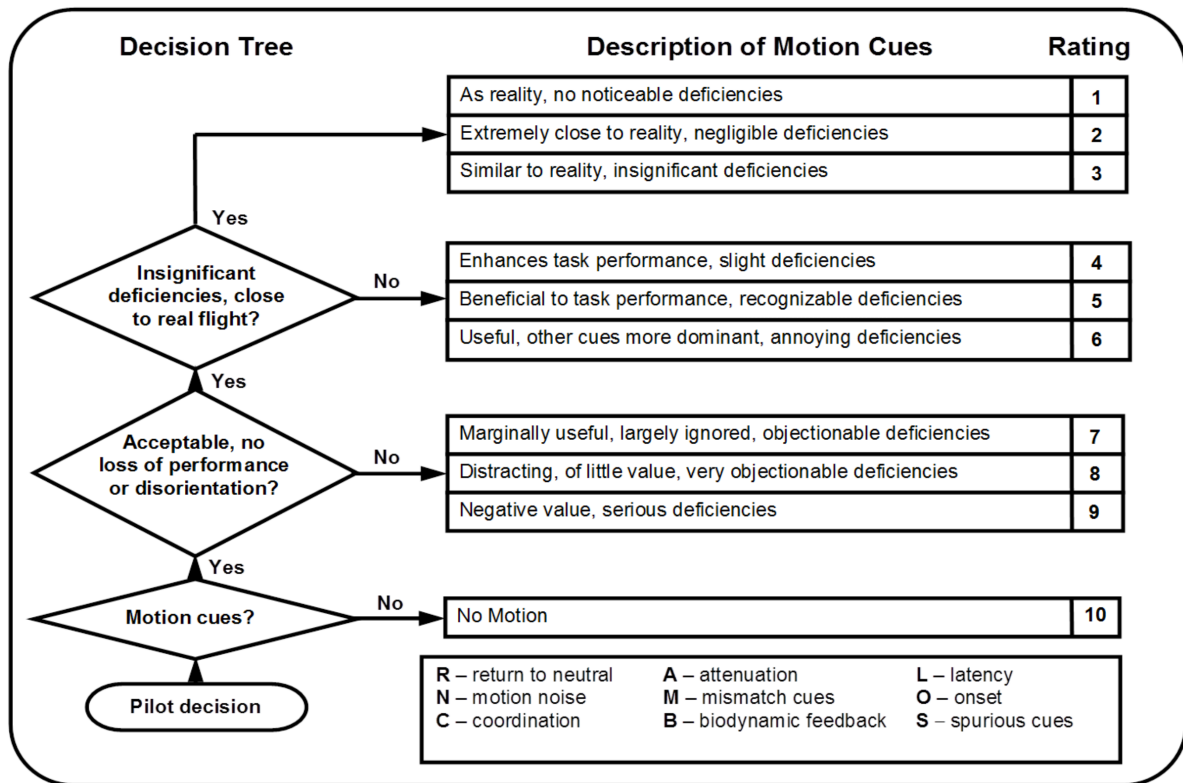 Decision Tree
Description of Motion Cues
Rating
As reality, no noticeable deficiencies 1
Extremely close to reality, negligible deficiencies 2
Similar to reality, insignificant deficiencies 3
Yes
Insignificant
deficiencies, close
to real flight?
No
Enhances task performance, slight deficiencies 4
Beneficial to task performance, recognizable deficiencies 5
Useful, other cues more dominant, annoying deficiencies 6
Yes
Acceptable, no
loss of performance
or disorientation?
No
Marginally useful, largely ignored, objectionable deficiencies 7
Distracting, of little value, very objectionable deficiencies 8
Negative value, serious deficiencies 9
Yes
Motion cues?
No
No Motion 10
Pilot decision
R – return to neutral A – attenuation L – latency
N – motion noise M – mismatch cues O – onset
C – coordination B – biodynamic feedback S – spurious cues